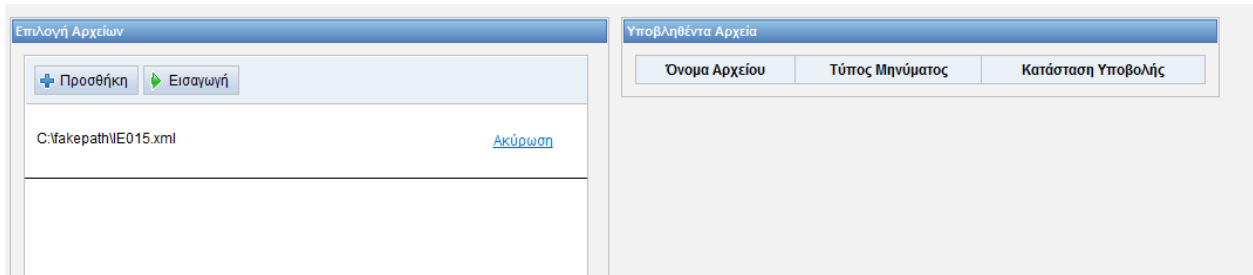 Επιλογή Αρχείων
Προσθήκη Εισαγωγή
C:\fakepath\IE015.xml Ακύρωση
Υποβληθέντα Αρχεία
Όνομα Αρχείου Τύπος Μηνύματος Κατάσταση Υποβολής